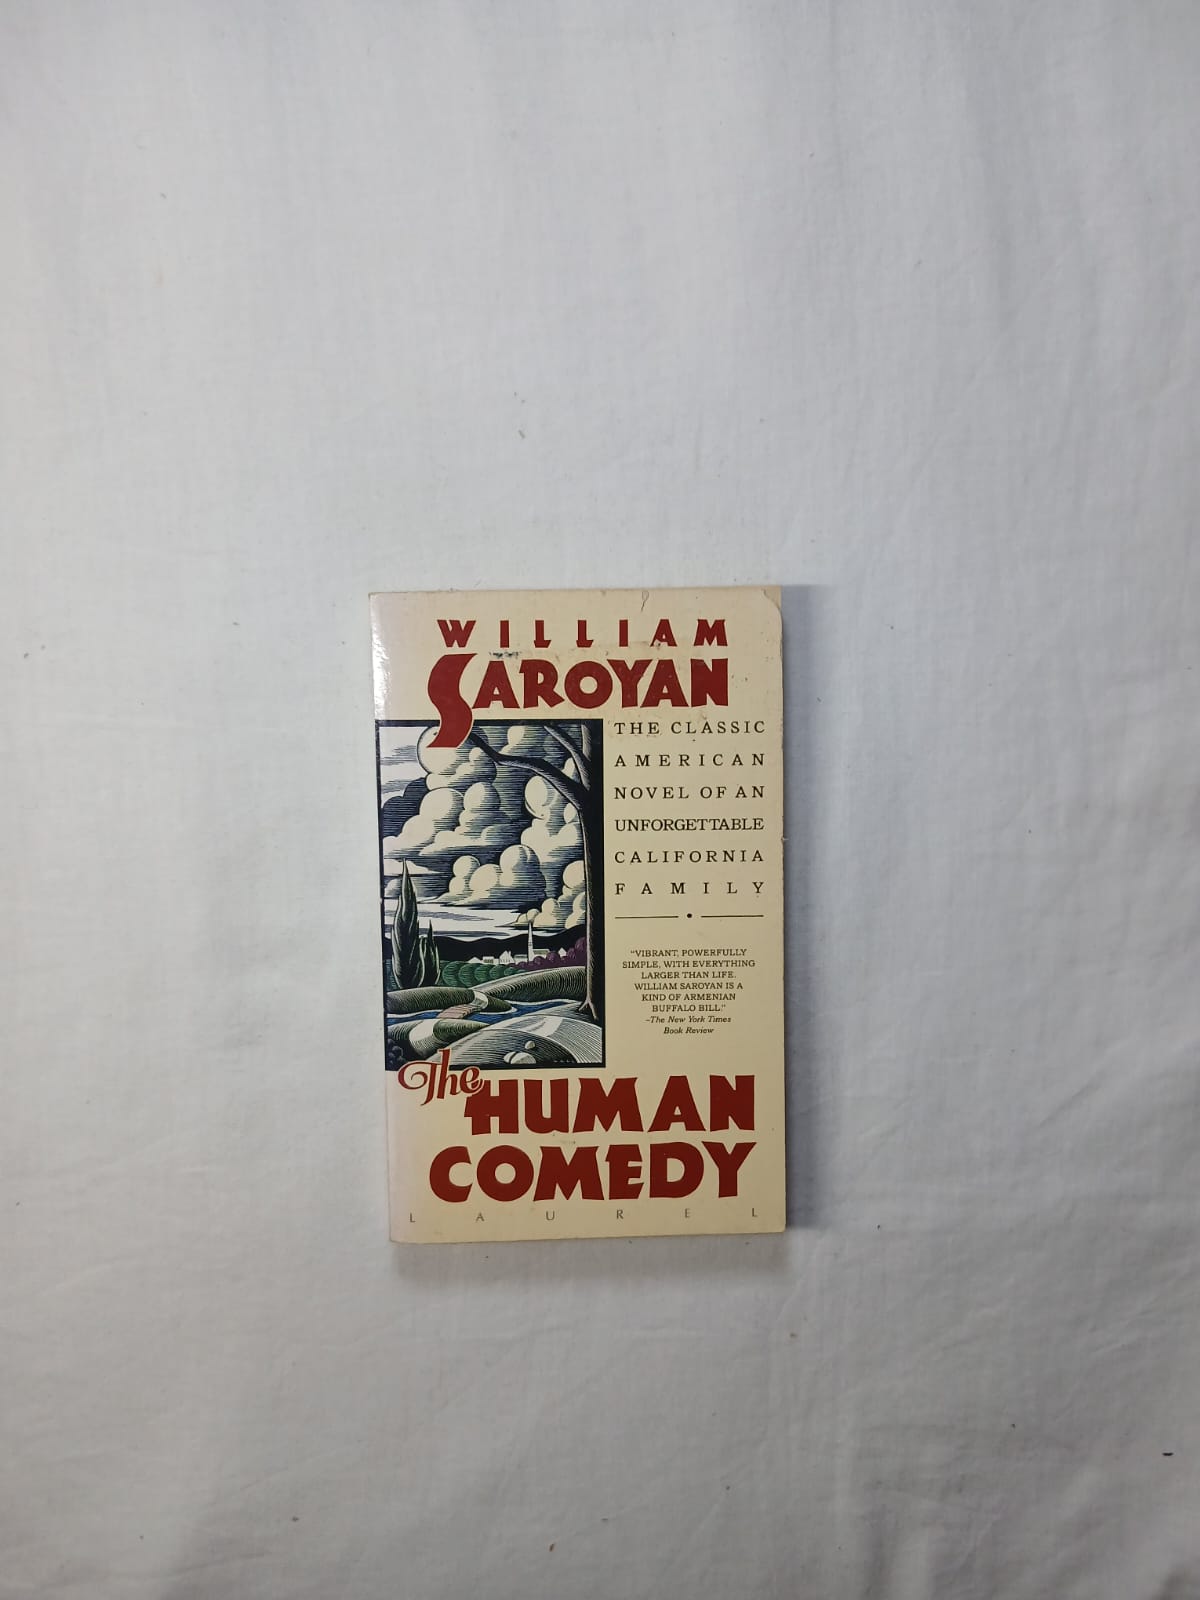 WILLIAM
SAROYAN
THE CLASSIC
AMERICAN
NOVEL OF AN
UNFORGETTABLE
CALIFORNIA
FAMILY
"VIBRANT, POWERFULLY
SIMPLE, WITH EVERYTHING
LARGER THAN LIFE.
WILLIAM SAROYAN IS A
KIND OF ARMENIAN
BUFFALO BILL."
–The New York Times
Book Review
The HUMAN
COMEDY
LAUREL